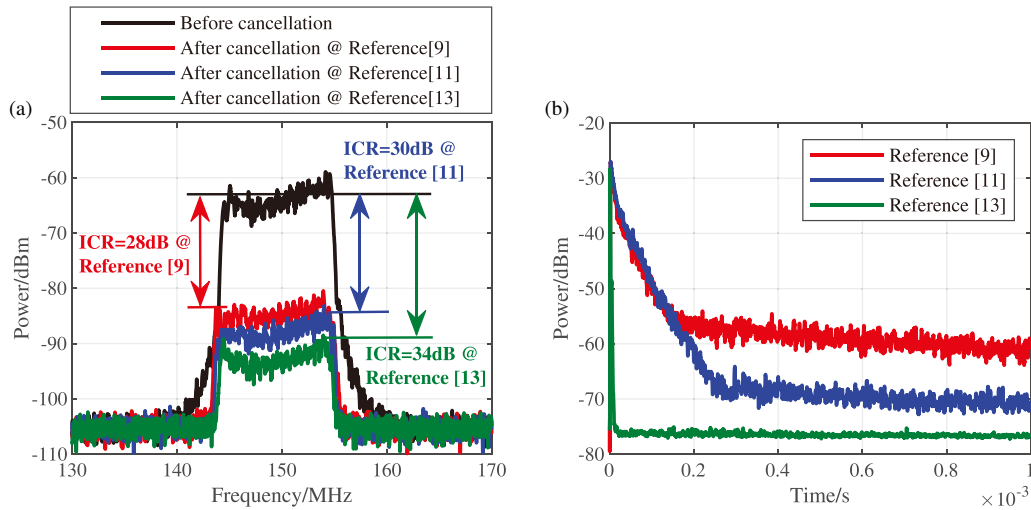 Before cancellation
After cancellation @ Reference[9]
After cancellation @ Reference[11]
After cancellation @ Reference[13]
(a)
-50
-60
-70
-80
-90
-100
-110
Power/dBm
ICR=30dB @
Reference [11]
ICR=28dB @
Reference [9]
ICR=34dB @
Reference [13]
130
140
150
160
170
Frequency/MHz
(b)
-20
-30
-40
-50
-60
-70
-80
Power/dBm
Reference [9]
Reference [11]
Reference [13]
0
0.2
0.4
0.6
0.8
1
Time/s
×10⁻³